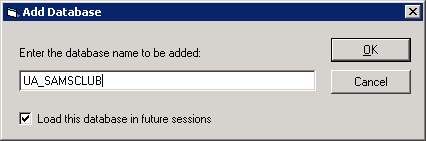 Add Database
Enter the database name to be added:
OK
UA_SAMSCLUB
Cancel
Load this database in future sessions